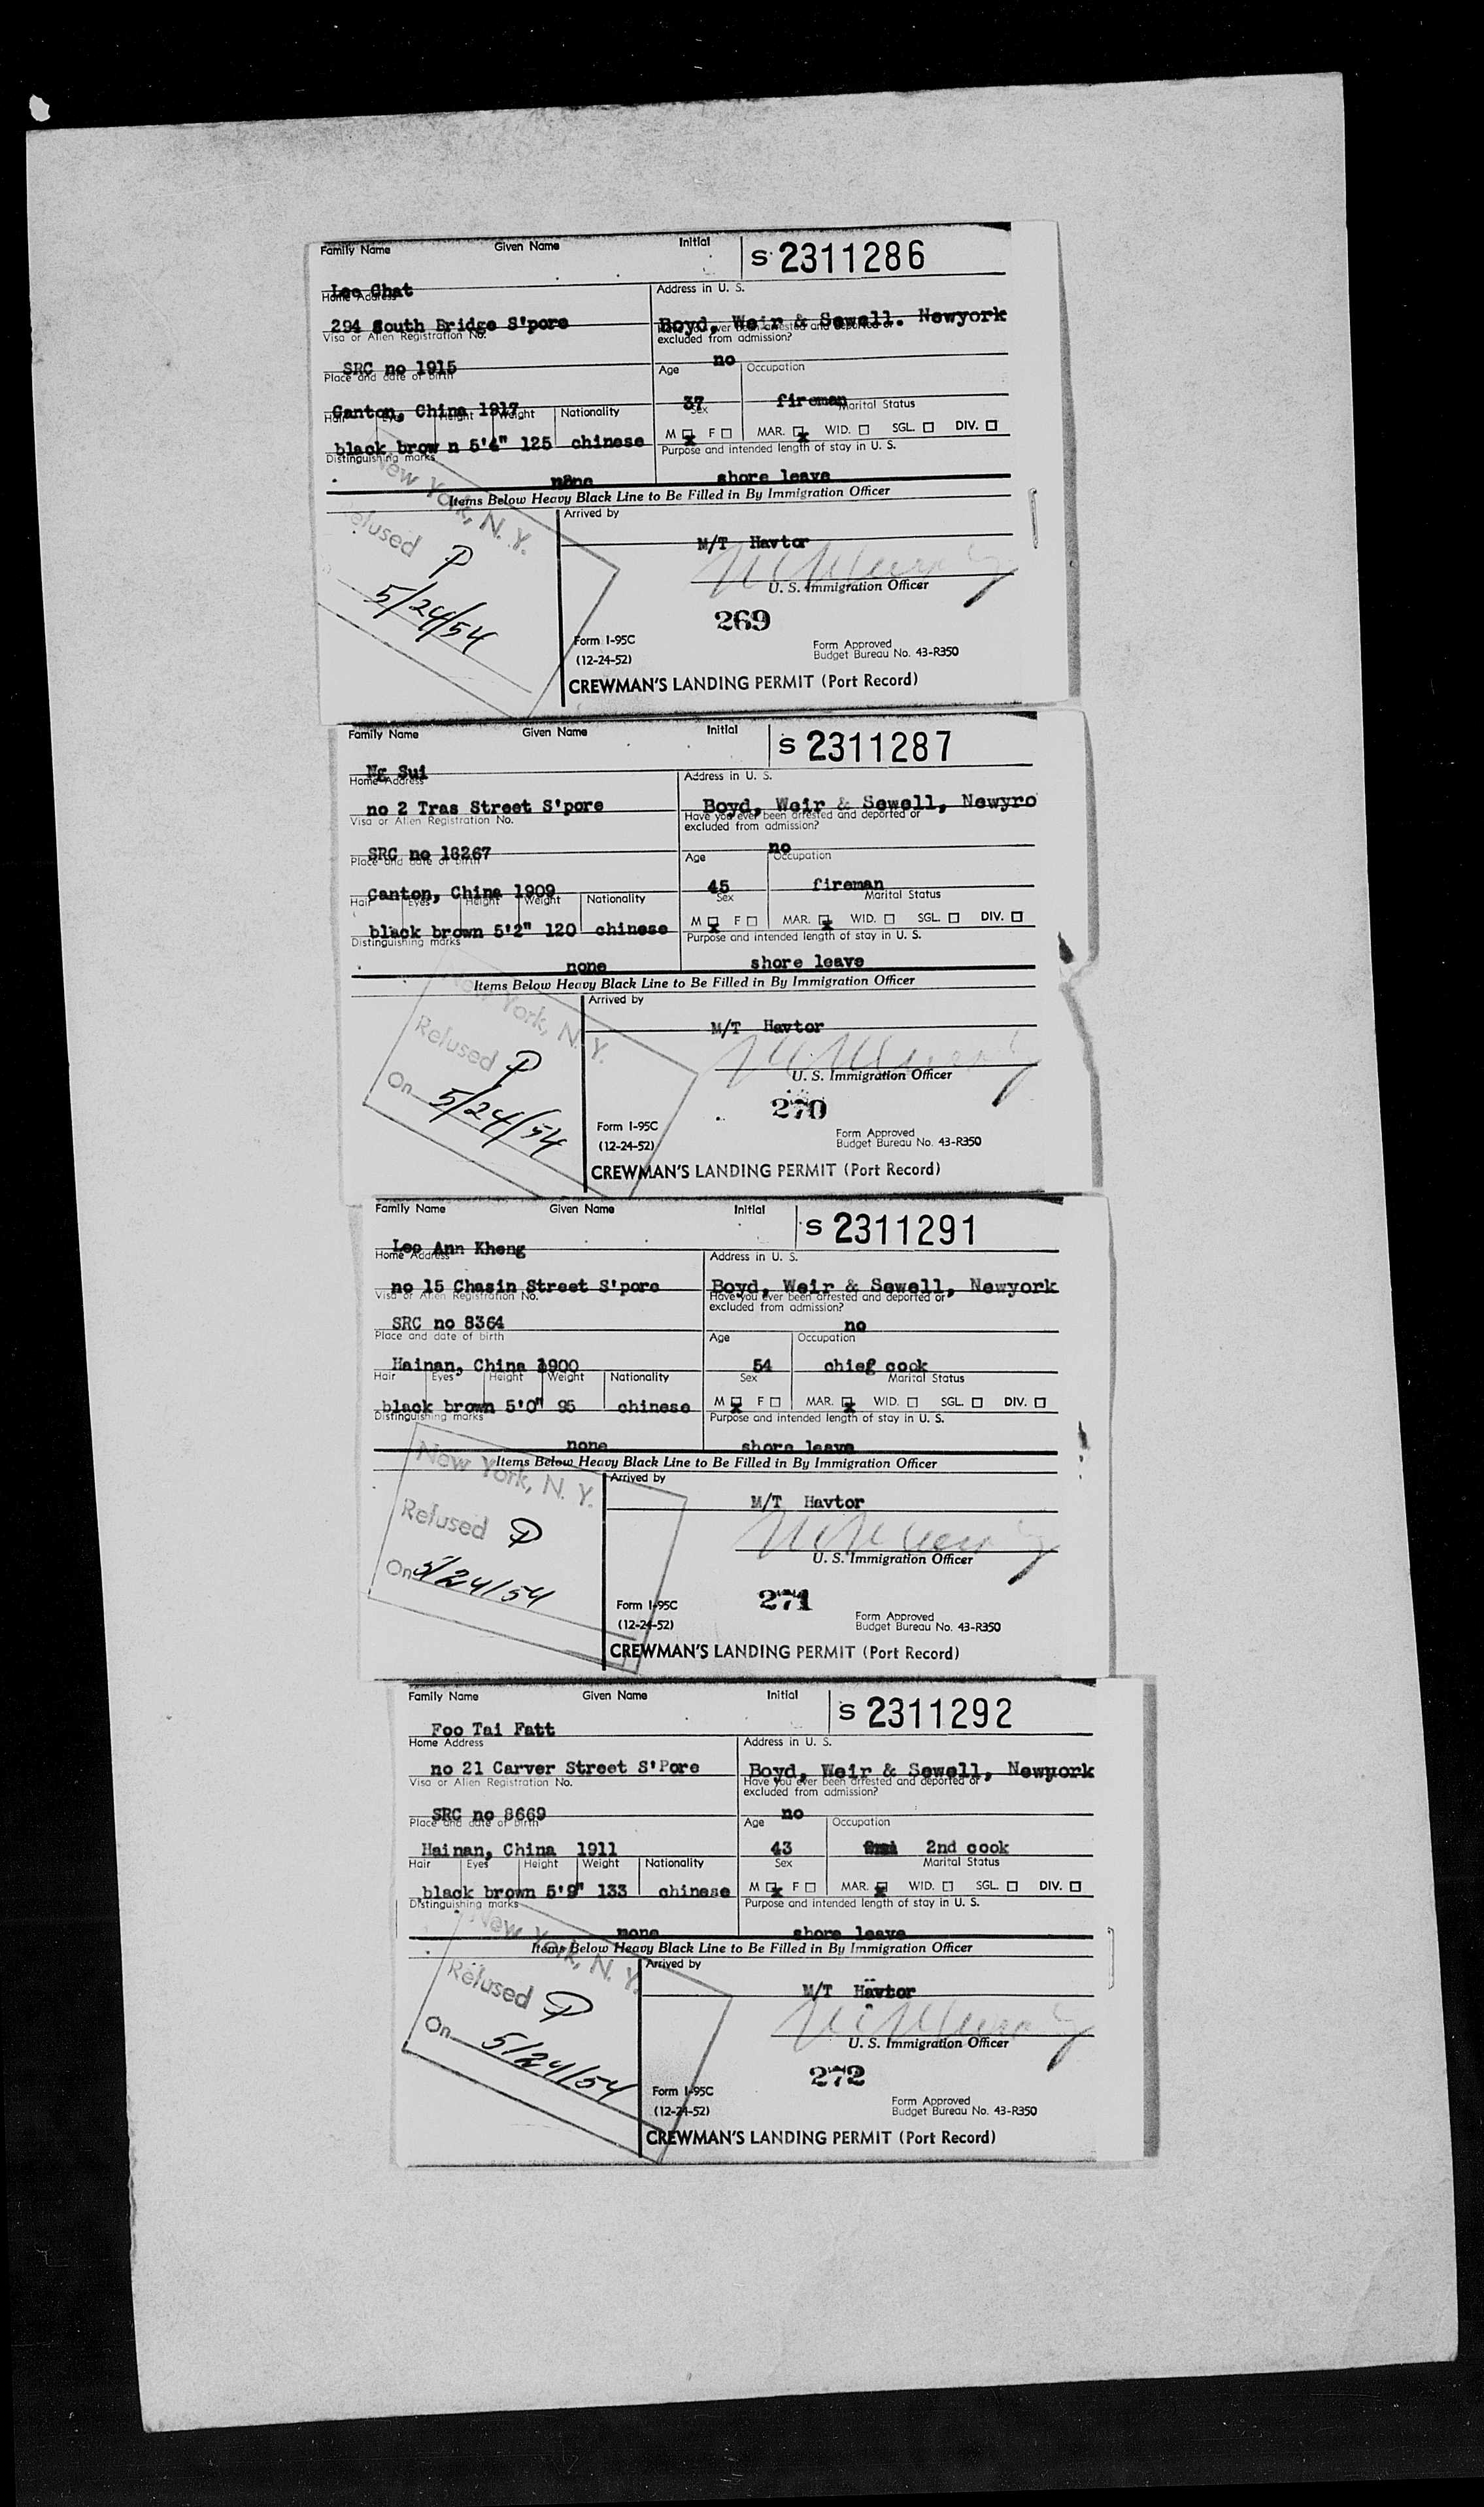 Family Name Given Name Initial S 2311286
Lee Chat
Home Address Address in U. S.
294 South Bridge S'pore Boyd, Weir & Sewell. Newyork
Visa or Alien Registration No. Have you ever been arrested and deported or
excluded from admission?
SRC no 1915 no
Place and date of birth Age Occupation
Canton, China 1917 37 fireman
Hair Eyes Height Weight Nationality Sex Marital Status
black brow n 5'4" 125 chinese M F MAR. WID. SGL. DIV.
Distinguishing marks Purpose and intended length of stay in U. S.
none shore leave
Items Below Heavy Black Line to Be Filled in By Immigration Officer
New York, N. Y.
Arrived by
M/T Havtor
efused P
U. S. Immigration Officer
5/24/54
269
Form I-95C Form Approved
(12-24-52) Budget Bureau No. 43-R350
CREWMAN'S LANDING PERMIT (Port Record)
Family Name Given Name Initial S 2311287
Ng Sui
Home Address Address in U. S.
no 2 Tras Street S'pore Boyd, Weir & Sewell, Newyro
Visa or Alien Registration No. Have you ever been arrested and deported or
excluded from admission?
SRC no 18267 no
Place and date of birth Age Occupation
Canton, China 1909 45 fireman
Hair Eyes Height Weight Nationality Sex Marital Status
black brown 5'2" 120 chinese M F MAR. WID. SGL. DIV.
Distinguishing marks Purpose and intended length of stay in U. S.
none shore leave
Items Below Heavy Black Line to Be Filled in By Immigration Officer
New York, N. Y.
Arrived by
M/T Havtor
Refused P
U. S. Immigration Officer
On 5/24/54
270
Form I-95C Form Approved
(12-24-52) Budget Bureau No. 43-R350
CREWMAN'S LANDING PERMIT (Port Record)
Family Name Given Name Initial S 2311291
Lee Ann Kheng
Home Address Address in U. S.
no 15 Chasin Street S'pore Boyd, Weir & Sewell, Newyork
Visa or Alien Registration No. Have you ever been arrested and deported or
excluded from admission?
SRC no 8364 no
Place and date of birth Age Occupation
Hainan, China 1900 54 chief cook
Hair Eyes Height Weight Nationality Sex Marital Status
black brown 5'0" 95 chinese M F MAR. WID. SGL. DIV.
Distinguishing marks Purpose and intended length of stay in U. S.
none shore leave
Items Below Heavy Black Line to Be Filled in By Immigration Officer
New York, N. Y.
Arrived by
M/T Havtor
Refused P
U. S. Immigration Officer
On 5/24/54
271
Form I-95C Form Approved
(12-24-52) Budget Bureau No. 43-R350
CREWMAN'S LANDING PERMIT (Port Record)
Family Name Given Name Initial S 2311292
Foo Tai Fatt
Home Address Address in U. S.
no 21 Carver Street S'Pore Boyd, Weir & Sewell, Newyork
Visa or Alien Registration No. Have you ever been arrested and deported or
excluded from admission?
SRC no 8669 no
Place and date of birth Age Occupation
Hainan, China 1911 43 2nd cook
Hair Eyes Height Weight Nationality Sex Marital Status
black brown 5'9" 133 chinese M F MAR. WID. SGL. DIV.
Distinguishing marks Purpose and intended length of stay in U. S.
none shore leave
Items Below Heavy Black Line to Be Filled in By Immigration Officer
New York, N. Y.
Arrived by
M/T Havtor
Refused P
U. S. Immigration Officer
On 5/24/54
272
Form I-95C Form Approved
(12-24-52) Budget Bureau No. 43-R350
CREWMAN'S LANDING PERMIT (Port Record)